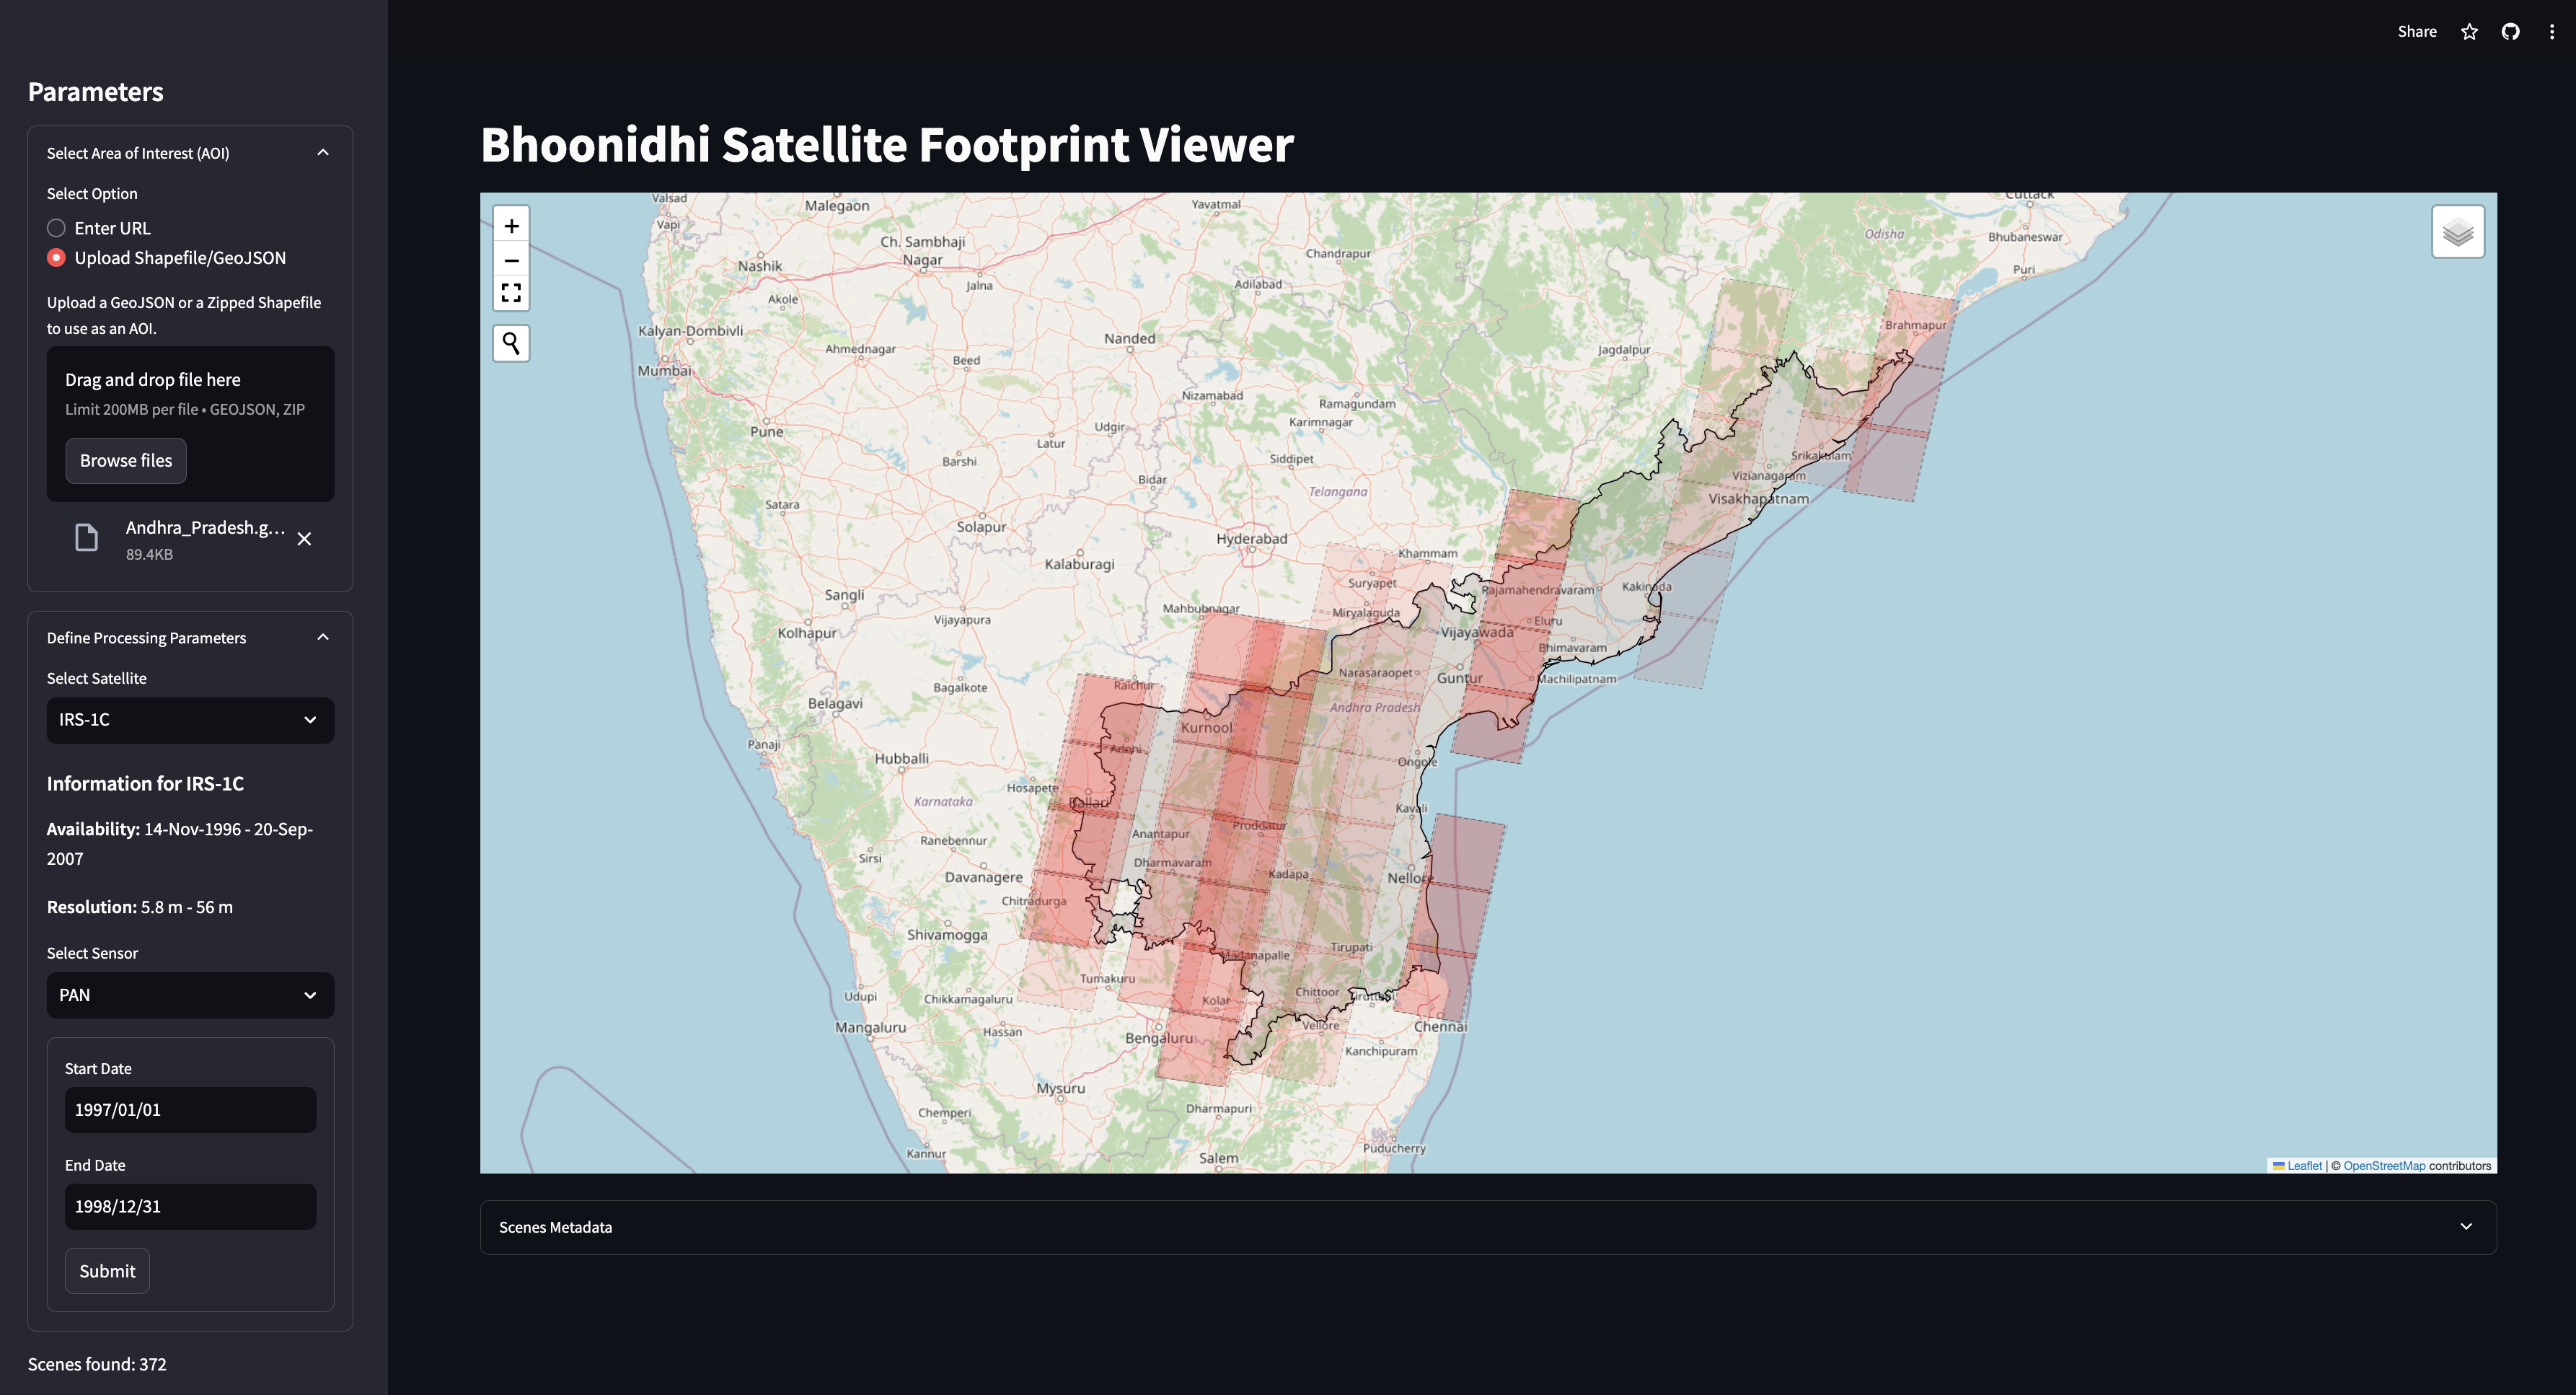 Share
Parameters
Select Area of Interest (AOI)
Select Option
Enter URL
Upload Shapefile/GeoJSON
Upload a GeoJSON or a Zipped Shapefile
to use as an AOI.
Drag and drop file here
Limit 200MB per file • GEOJSON, ZIP
Browse files
Andhra_Pradesh.g...
89.4KB
Define Processing Parameters
Select Satellite
IRS-1C
Information for IRS-1C
Availability: 14-Nov-1996 - 20-Sep-
2007
Resolution: 5.8 m - 56 m
Select Sensor
PAN
Start Date
1997/01/01
End Date
1998/12/31
Submit
Scenes found: 372
Bhoonidhi Satellite Footprint Viewer
+
−
Valsad
Malegaon
Yavatmal
Cuttack
Vapi
Ch. Sambhaji
Nagar
Chandrapur
Odisha
Bhubaneswar
Nashik
Puri
Akole
Jalna
Adilabad
Kalyan-Dombivli
Brahmapur
Nanded
Ahmednagar
Beed
Jagdalpur
Mumbai
Nizamabad
Ramagundam
Karimnagar
Pune
Udgir
Latur
Barshi
Siddipet
Srikakulam
Bidar
Vizianagaram
Telangana
Visakhapatnam
Satara
Solapur
Hyderabad
Khammam
Kalaburagi
Suryapet
Rajamahendravaram
Kakinada
Sangli
Mahbubnagar
Miryalaguda
Vijayapura
Eluru
Kolhapur
Vijayawada
Bhimavaram
Narasaraopet
Guntur
Machilipatnam
Raichur
Bagalkote
Belagavi
Andhra Pradesh
Kurnool
Panaji
Adoni
Hubballi
Ongole
Hosapete
Karnataka
Ballari
Kavali
Proddatur
Anantapur
Ranebennur
Sirsi
Dharmavaram
Davanagere
Kadapa
Nellore
Chitradurga
Shivamogga
Tirupati
Madanapalle
Tumakuru
Chittoor
Udupi
Chikkamagaluru
Kolar
Mangaluru
Hassan
Vellore
Chennai
Bengaluru
Kanchipuram
Mysuru
Chemperi
Dharmapuri
Puducherry
Kannur
Salem
Leaflet | © OpenStreetMap contributors
Scenes Metadata